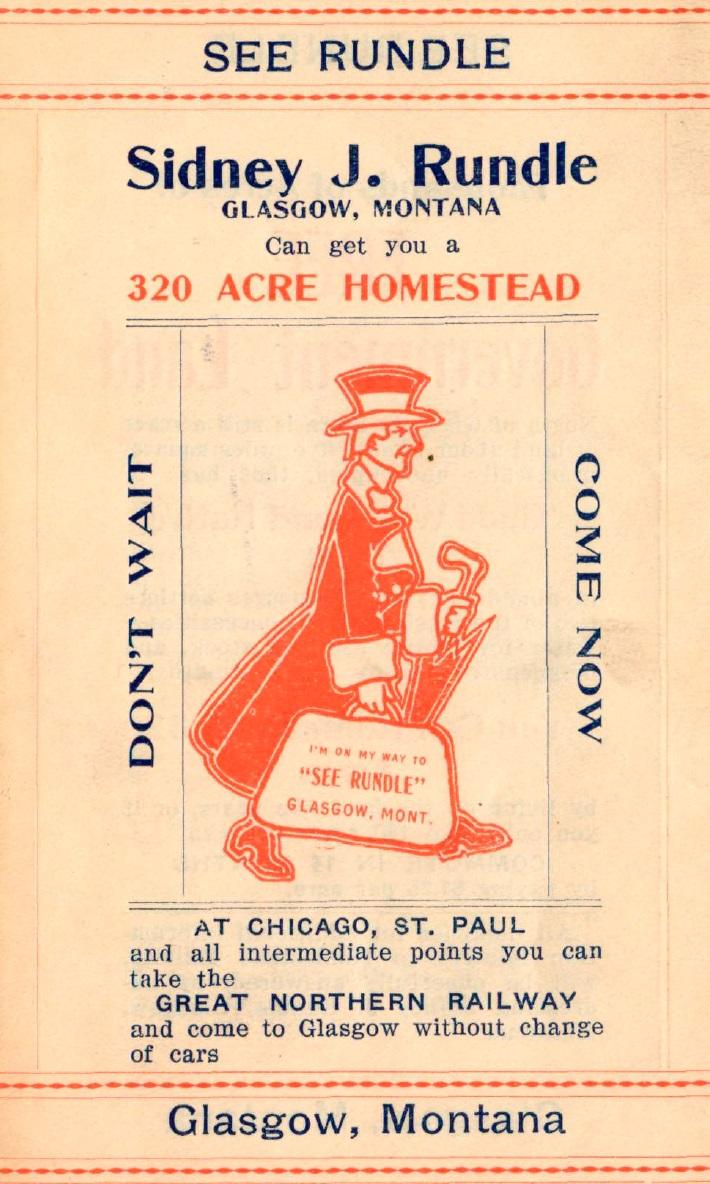 SEE RUNDLE
Sidney J. Rundle
GLASGOW, MONTANA
Can get you a
320 ACRE HOMESTEAD
DON'T WAIT
COME NOW
I'M ON MY WAY TO
"SEE RUNDLE"
GLASGOW, MONT.
AT CHICAGO, ST. PAUL
and all intermediate points you can
take the
GREAT NORTHERN RAILWAY
and come to Glasgow without change
of cars
Glasgow, Montana